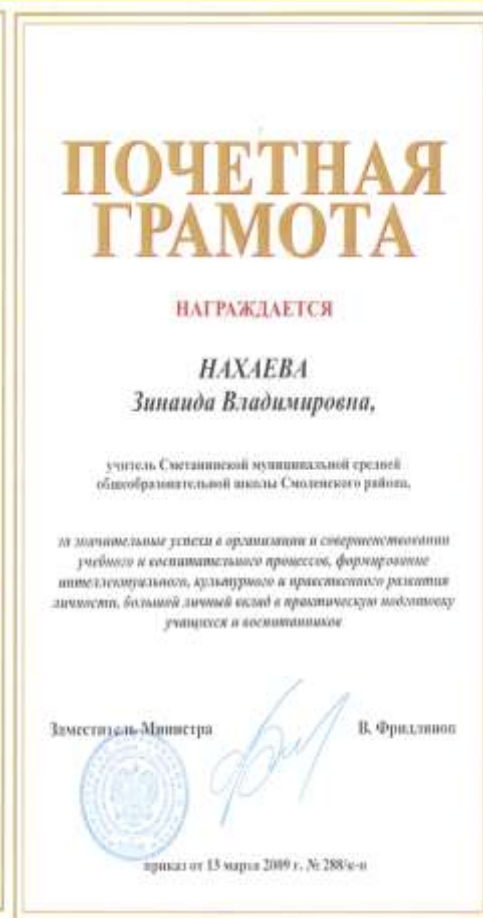 ПОЧЕТНАЯ
ГРАМОТА
НАГРАЖДАЕТСЯ
НАХАЕВА
Зинаида Владимировна,
учитель Сметанинской муниципальной средней
общеобразовательной школы Смоленского района,
за значительные успехи в организации и совершенствовании
учебного и воспитательного процессов, формирование
интеллектуального, культурного и нравственного развития
личности, большой личный вклад в практическую подготовку
учащихся и воспитанников
Заместитель Министра
В. Фридлянов
приказ от 13 марта 2009 г. № 288/к-н